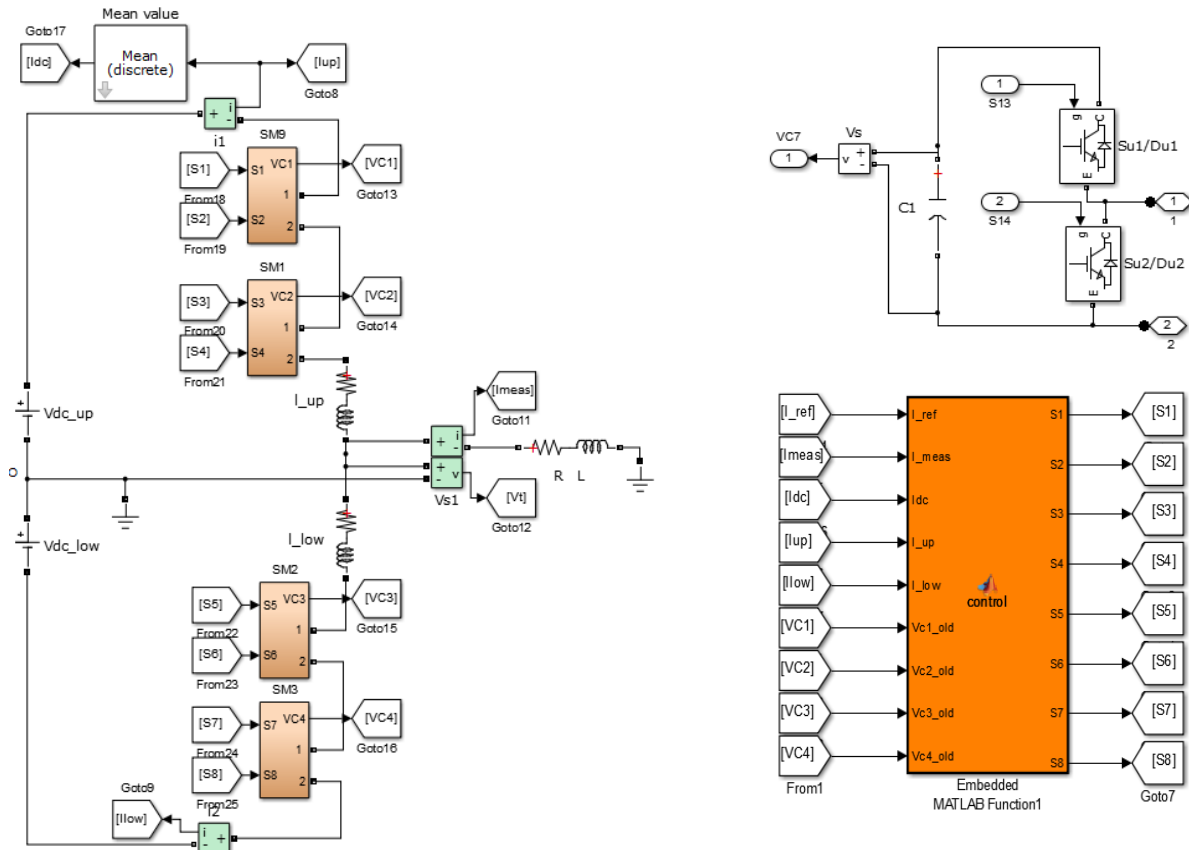 Mean value
Goto17
[Idc]
Mean
(discrete)
[Iup]
Goto8
+
i
-
i1
SM9
[S1]
From18
[S2]
From19
S1
S2
VC1
1
2
[VC1]
Goto13
SM1
[S3]
From20
[S4]
From21
S3
S4
VC2
1
2
[VC2]
Goto14
I_up
+
Vdc_up
+
i
-
+
-
v
Vs1
[Imeas]
Goto11
[Vt]
Goto12
R L
O
+
Vdc_low
I_low
SM2
[S5]
From22
[S6]
From23
S5
S6
VC3
1
2
[VC3]
Goto15
SM3
[S7]
From24
[S8]
From25
S7
S8
VC4
1
2
[VC4]
Goto16
Goto9
[Ilow]
i2
i
-
+
VC7
1
Vs
v
+
-
C1
1
S13
g
C
E
Su1/Du1
1
1
2
S14
g
C
E
Su2/Du2
2
2
[I_ref]
[Imeas]
[Idc]
[Iup]
[Ilow]
[VC1]
[VC2]
[VC3]
[VC4]
From1
I_ref
I_meas
Idc
I_up
I_low
Vc1_old
Vc2_old
Vc3_old
Vc4_old
control
S1
S2
S3
S4
S5
S6
S7
S8
Embedded
MATLAB Function1
[S1]
[S2]
[S3]
[S4]
[S5]
[S6]
[S7]
[S8]
Goto7